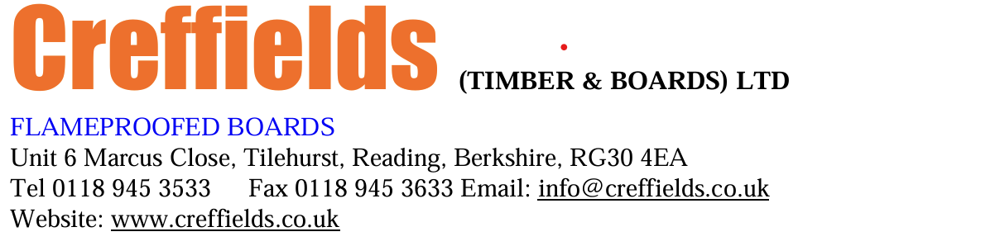 Creffields (TIMBER & BOARDS) LTD
FLAMEPROOFED BOARDS
Unit 6 Marcus Close, Tilehurst, Reading, Berkshire, RG30 4EA
Tel 0118 945 3533 Fax 0118 945 3633 Email: info@creffields.co.uk
Website: www.creffields.co.uk